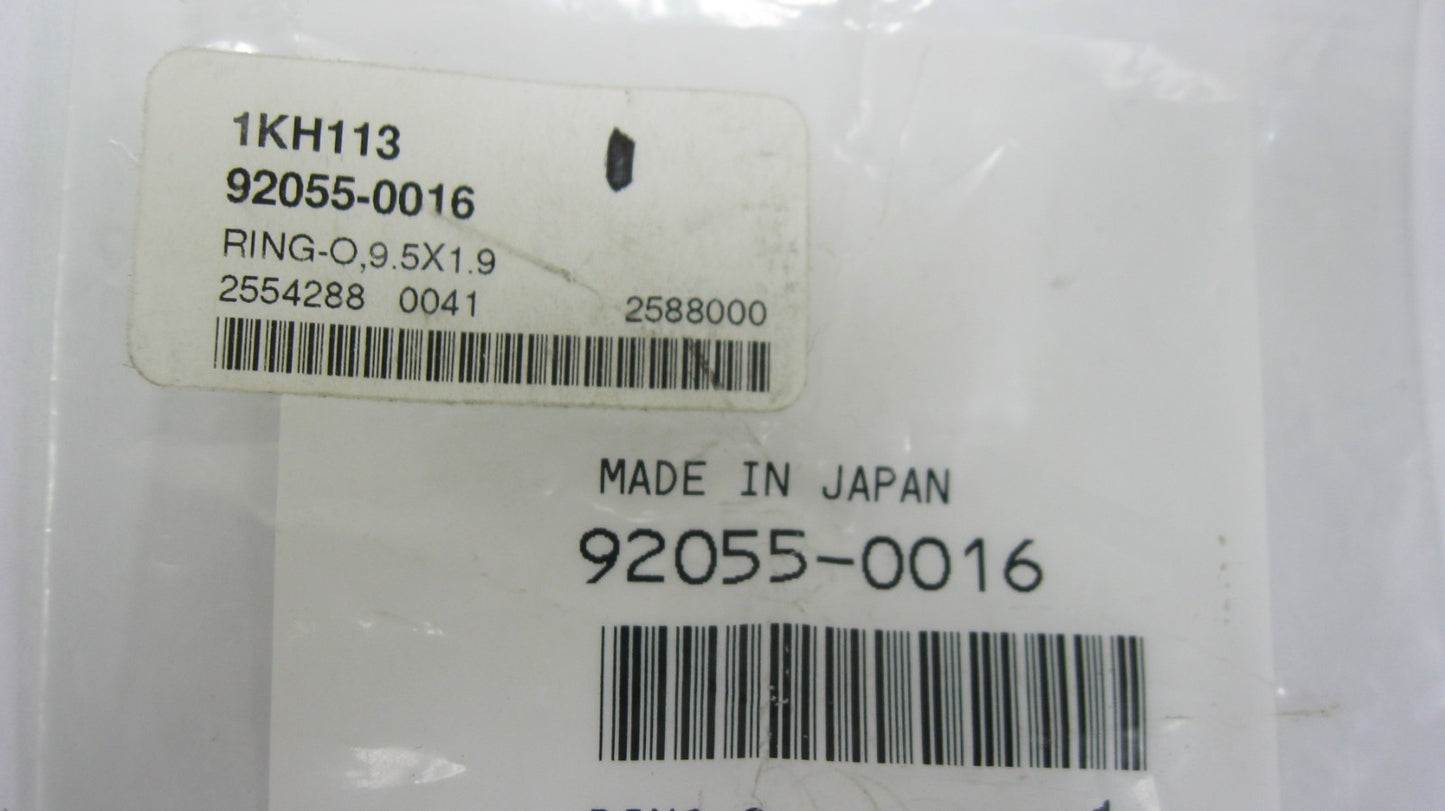 1KH113
92055-0016
RING-O,9.5X1.9
2554288 0041 2588000
MADE IN JAPAN
92055-0016